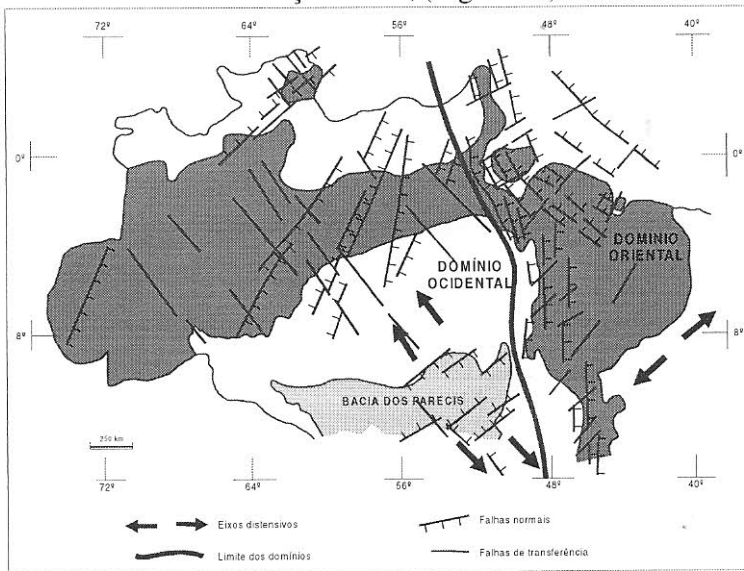 72º 64º 56º 48º 40º
0º 0º
DOMÍNIO
ORIENTAL
DOMÍNIO
OCIDENTAL
8º 8º
BACIA DOS PARECIS
250 km
72º 64º 56º 48º 40º
Eixos distensivos
Falhas normais
Limite dos domínios
Falhas de transferência